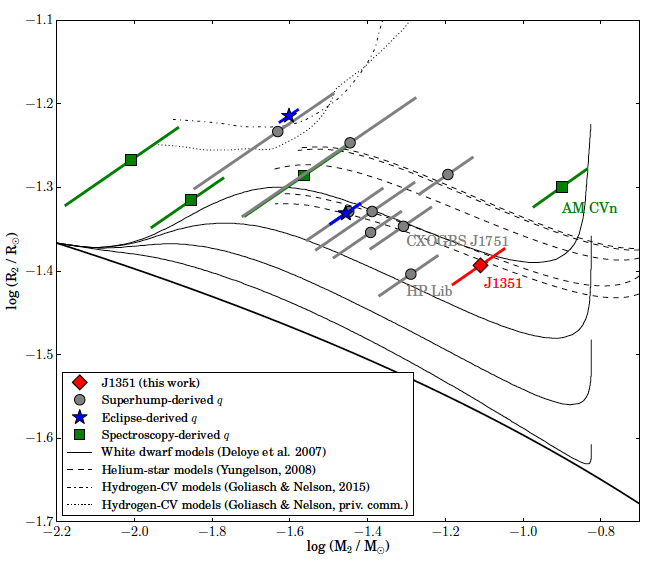 −1.1
−1.2
−1.3
−1.4
−1.5
−1.6
−1.7
log (R₂ / R☉)
AM CVn
CXOGBS J1751
J1351
HP Lib
J1351 (this work)
Superhump-derived q
Eclipse-derived q
Spectroscopy-derived q
White dwarf models (Deloye et al. 2007)
Helium-star models (Yungelson, 2008)
Hydrogen-CV models (Goliasch & Nelson, 2015)
Hydrogen-CV models (Goliasch & Nelson, priv. comm.)
−2.2 −2.0 −1.8 −1.6 −1.4 −1.2 −1.0 −0.8
log (M₂ / M☉)